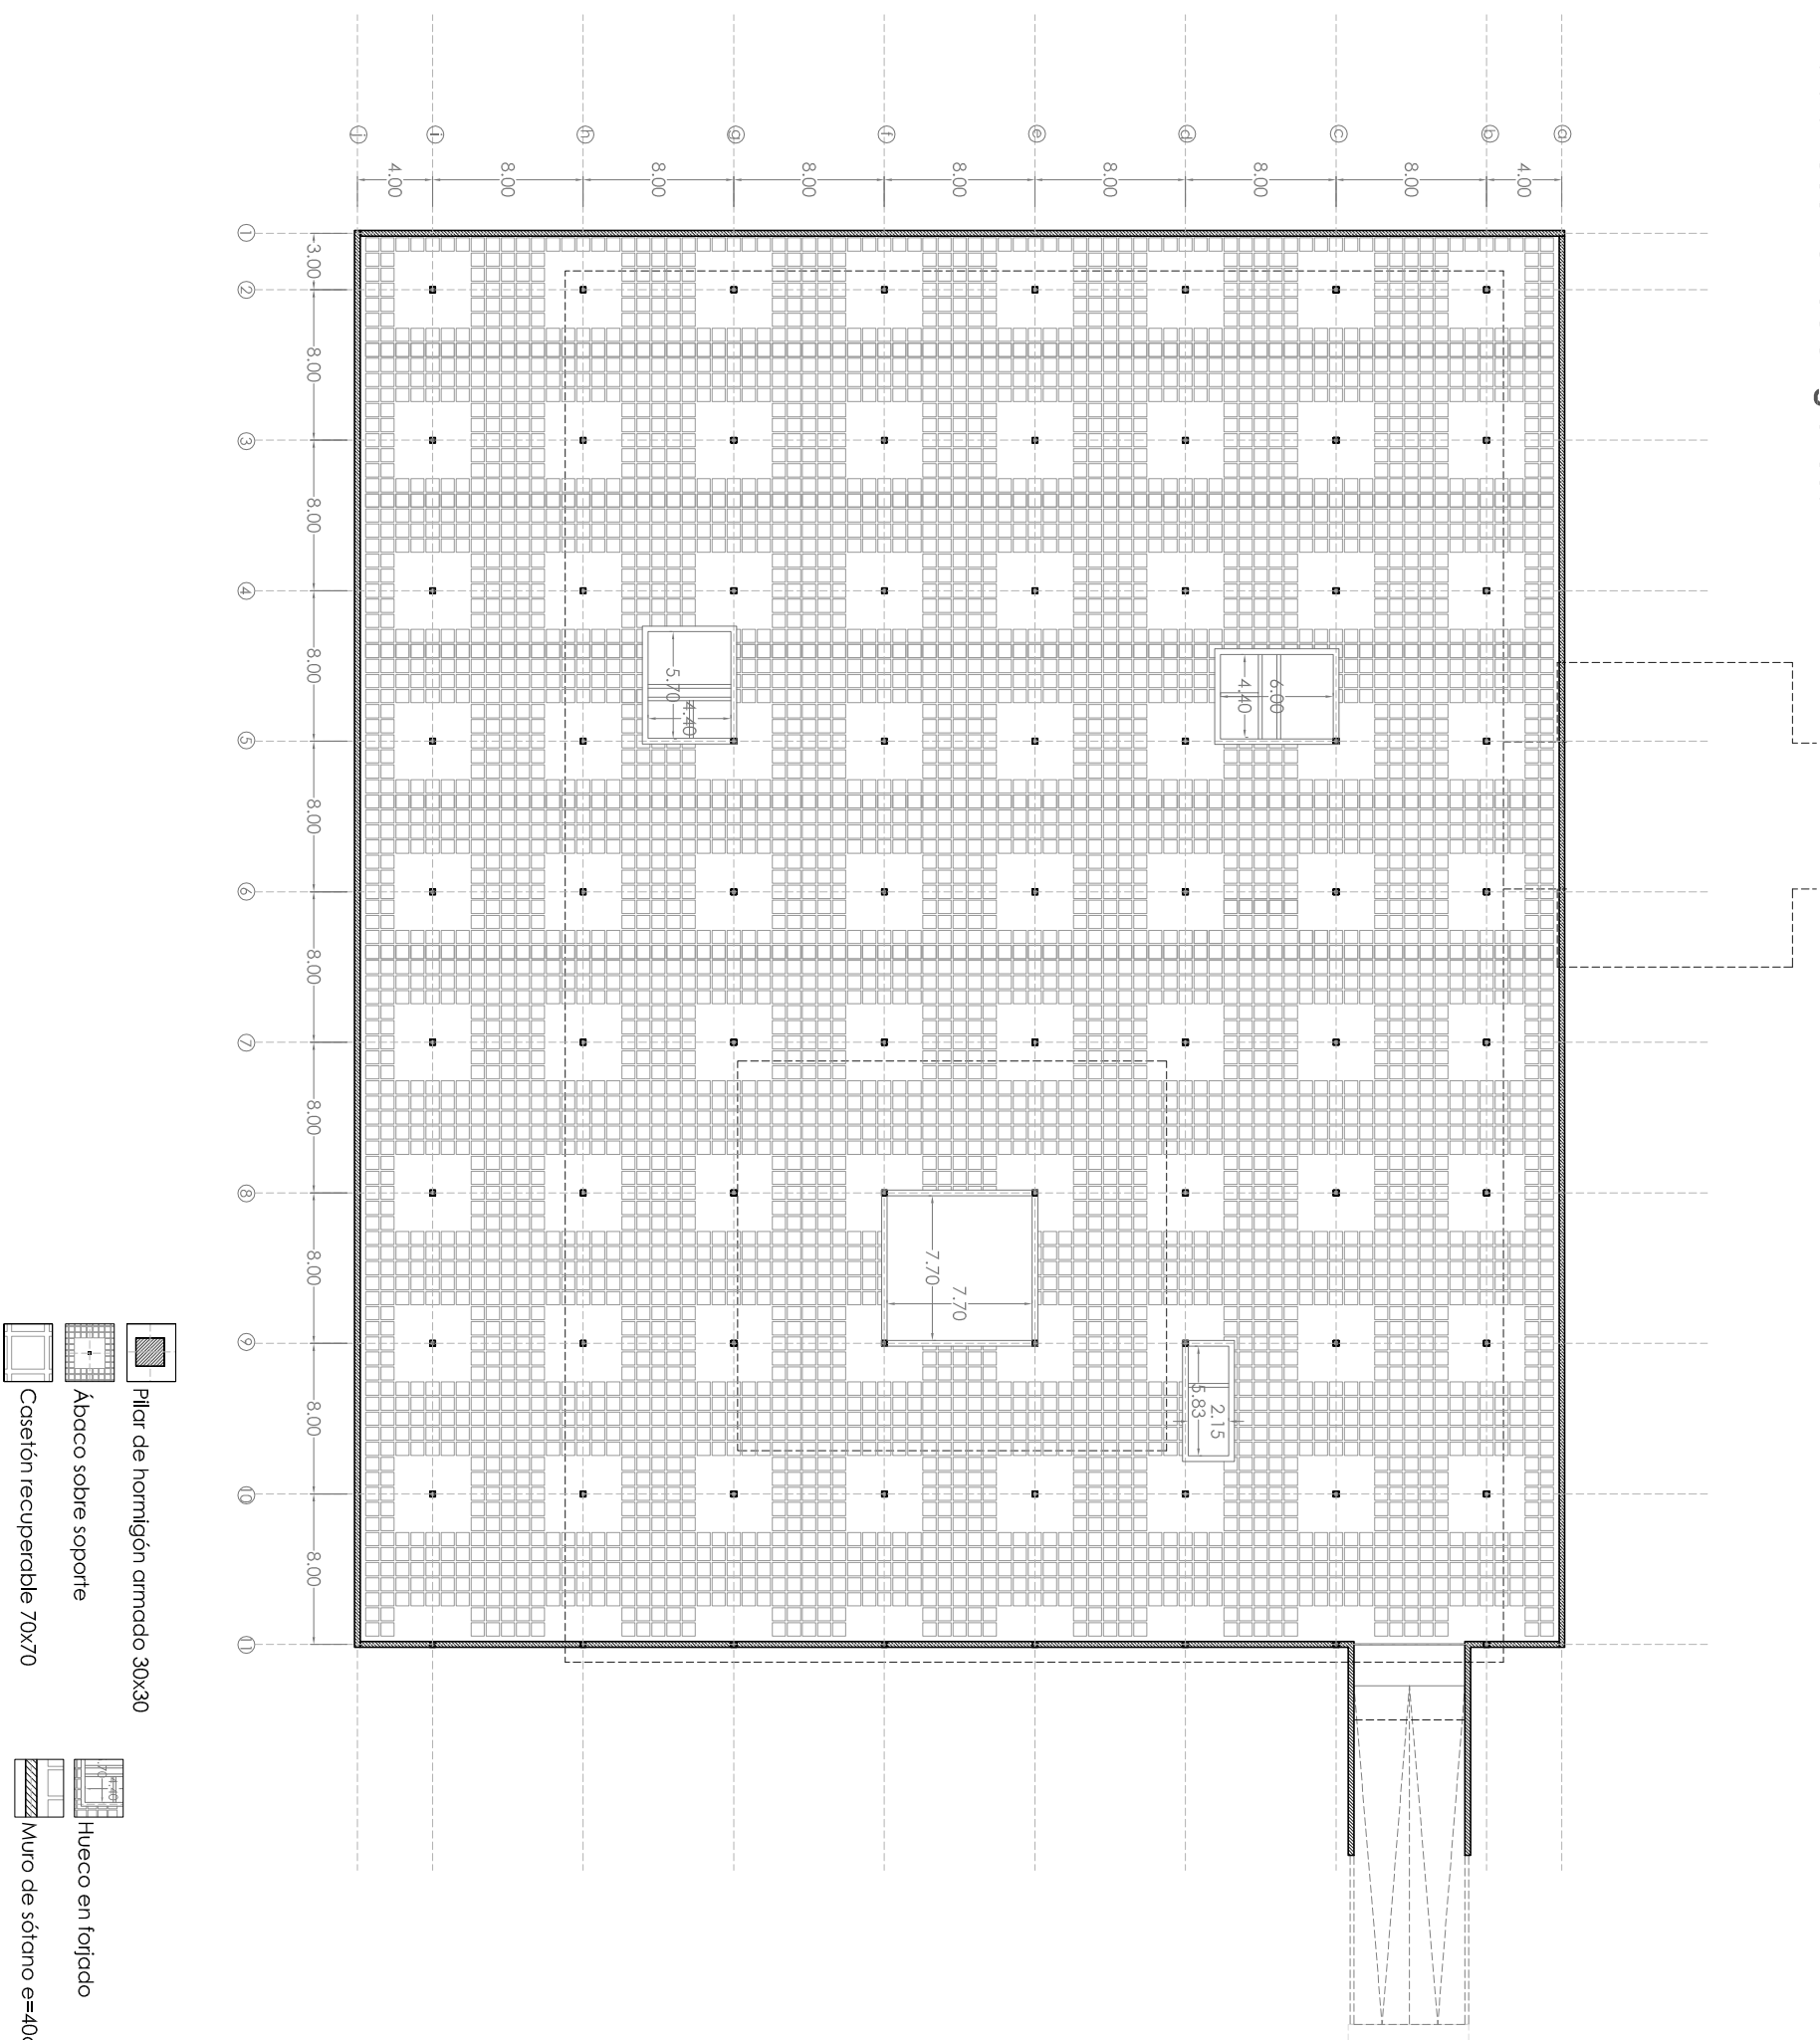 a
4.00
b
8.00
c
8.00
d
8.00
e
8.00
f
8.00
g
8.00
h
8.00
i
4.00
j
6.00
4.40
2.15
5.83
7.70
7.70
4.40
5.70
3.00 8.00 8.00 8.00 8.00 8.00 8.00 8.00 8.00 8.00
1 2 3 4 5 6 7 8 9 10 11
Pilar de hormigón armado 30x30
Ábaco sobre soporte
Casetón recuperable 70x70
Hueco en forjado
Muro de sótano e=40